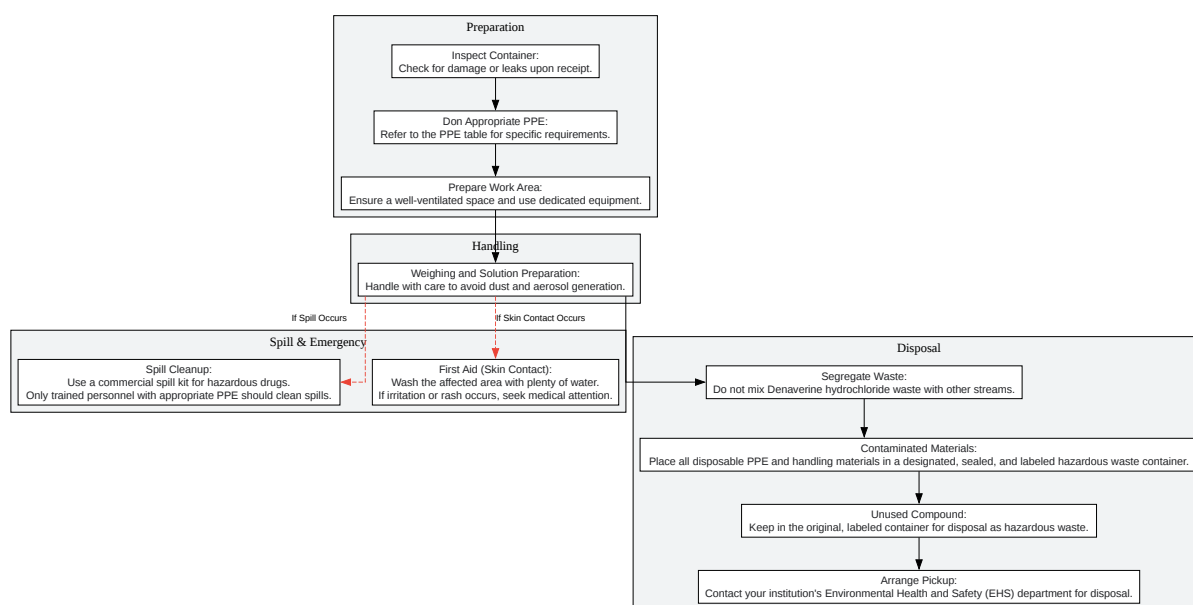 Preparation
Inspect Container:
Check for damage or leaks upon receipt.
Don Appropriate PPE:
Refer to the PPE table for specific requirements.
Prepare Work Area:
Ensure a well-ventilated space and use dedicated equipment.
Handling
Weighing and Solution Preparation:
Handle with care to avoid dust and aerosol generation.
If Spill Occurs
If Skin Contact Occurs
Spill & Emergency
Spill Cleanup:
Use a commercial spill kit for hazardous drugs.
Only trained personnel with appropriate PPE should clean spills.
First Aid (Skin Contact):
Wash the affected area with plenty of water.
If irritation or rash occurs, seek medical attention.
Disposal
Segregate Waste:
Do not mix Denaverine hydrochloride waste with other streams.
Contaminated Materials:
Place all disposable PPE and handling materials in a designated, sealed, and labeled hazardous waste container.
Unused Compound:
Keep in the original, labeled container for disposal as hazardous waste.
Arrange Pickup:
Contact your institution's Environmental Health and Safety (EHS) department for disposal.